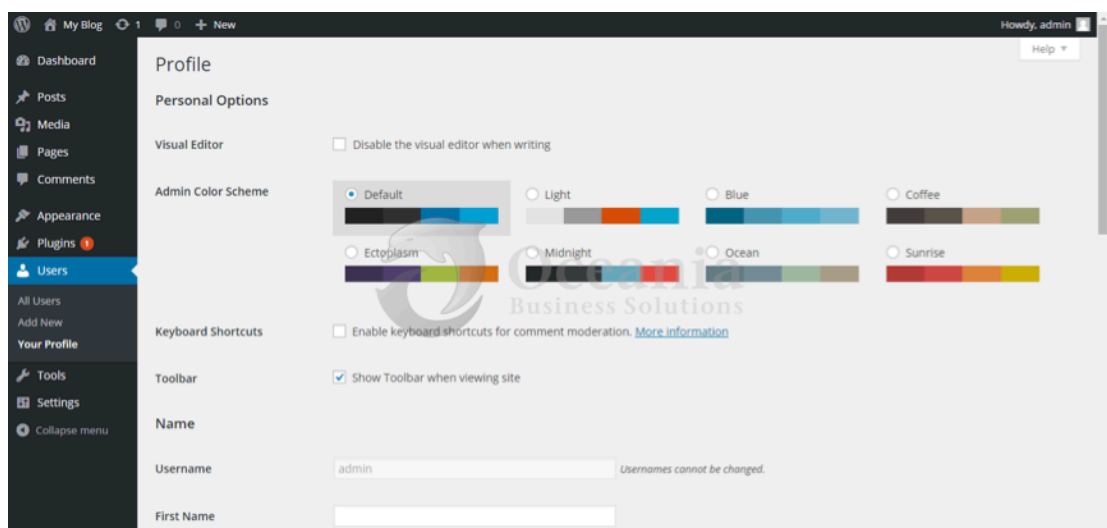 My Blog 1 0 + New Howdy, admin
Help
Dashboard
Posts
Media
Pages
Comments
Appearance
Plugins 1
Users
All Users
Add New
Your Profile
Tools
Settings
Collapse menu
Profile
Personal Options
Visual Editor Disable the visual editor when writing
Admin Color Scheme Default Light Blue Coffee
Ectoplasm Midnight Ocean Sunrise
Oceania
Business Solutions
Keyboard Shortcuts Enable keyboard shortcuts for comment moderation. More information
Toolbar Show Toolbar when viewing site
Name
Username admin Usernames cannot be changed.
First Name